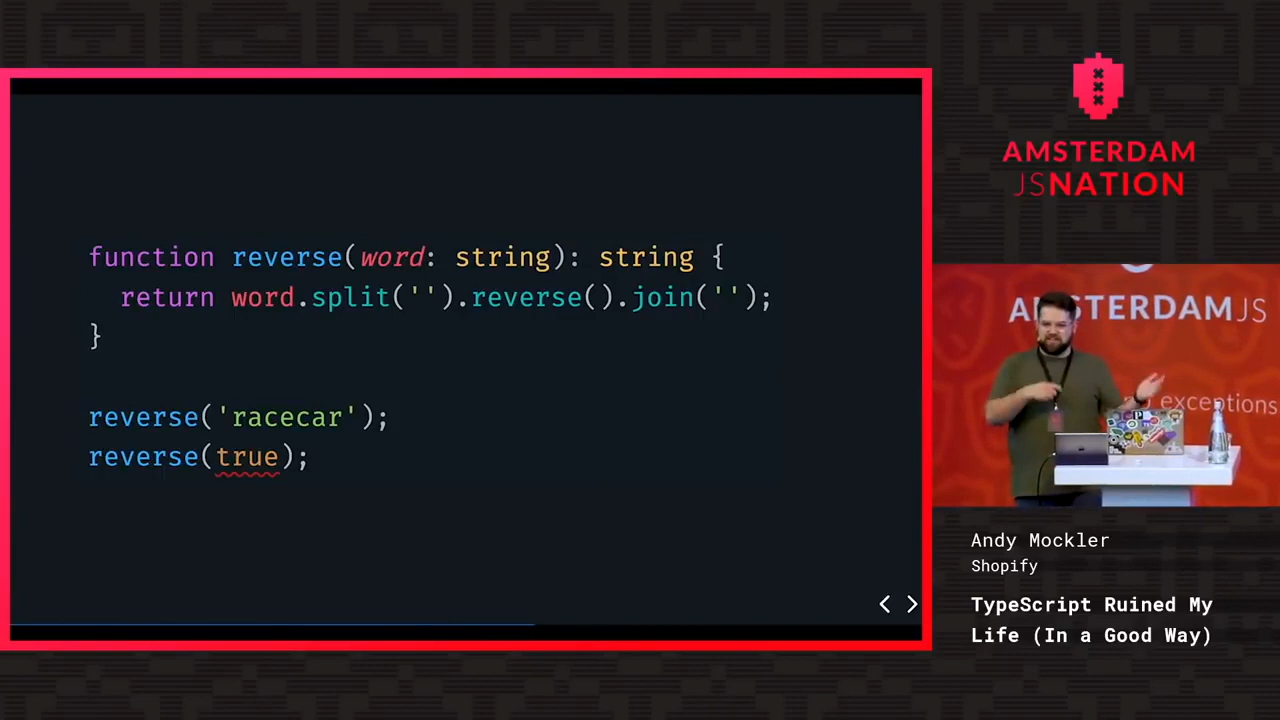 function reverse(word: string): string {
  return word.split('').reverse().join('');
}
reverse('racecar');
reverse(true);
AMSTERDAM
JSNATION
AMSTERDAMJS
no exceptions
Andy Mockler
Shopify
TypeScript Ruined My
Life (In a Good Way)